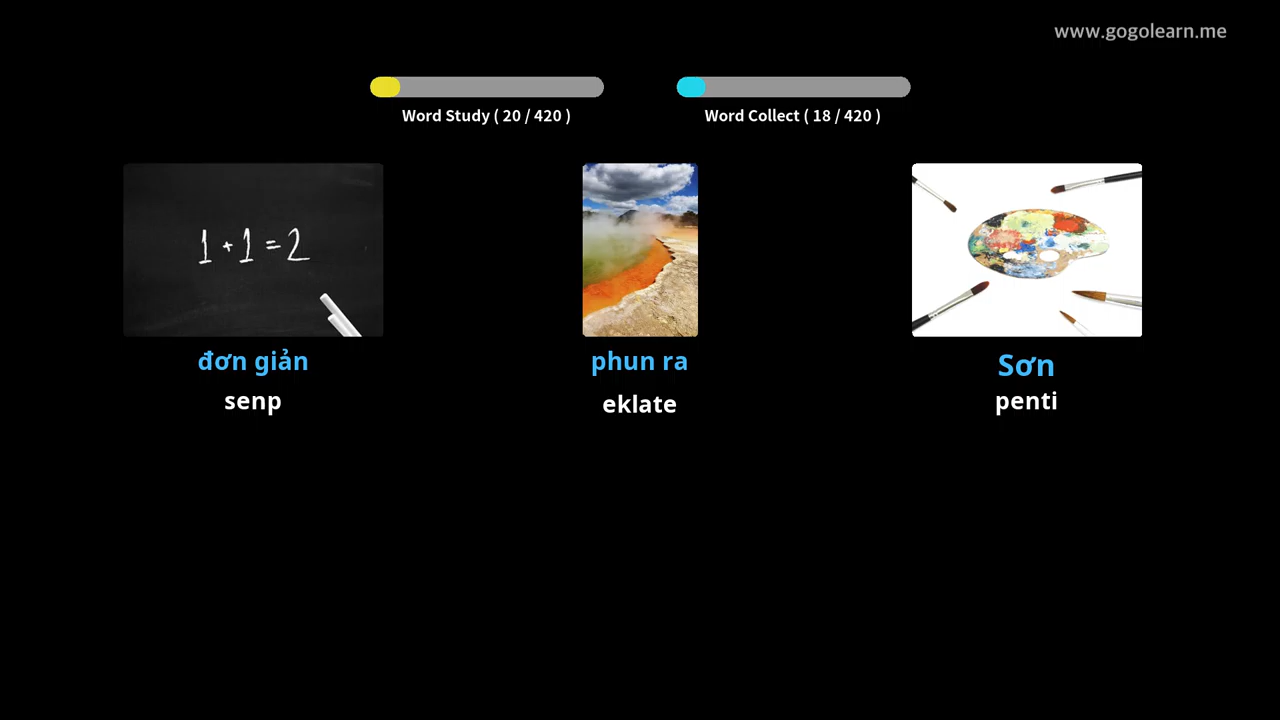 www.gogolearn.me
Word Study ( 20 / 420 )
Word Collect ( 18 / 420 )
1 + 1 = 2
đơn giản
senp
phun ra
eklate
Sơn
penti